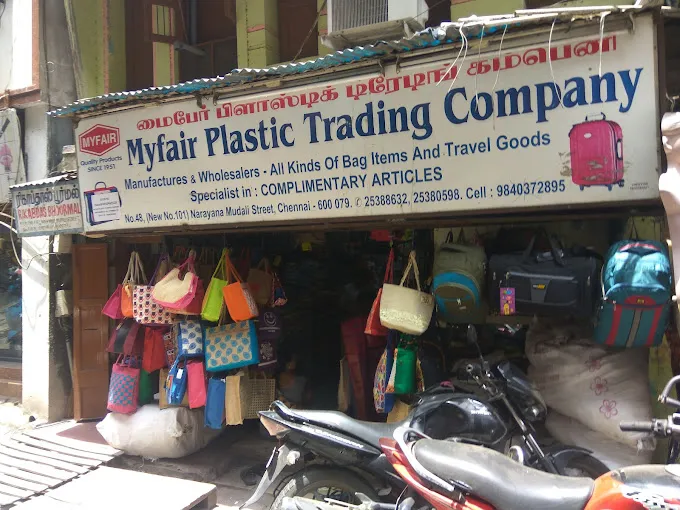 மைபேர் பிளாஸ்டிக் டிரேடிங் கம்பெனி
MYFAIR
Quality Products
SINCE 1951
Myfair Plastic Trading Company
Manufactures & Wholesalers - All Kinds Of Bag Items And Travel Goods
Specialist in : COMPLIMENTARY ARTICLES
No.48, (New No.101) Narayana Mudali Street, Chennai - 600 079. ✆ 25388632, 25380598. Cell : 9840372895